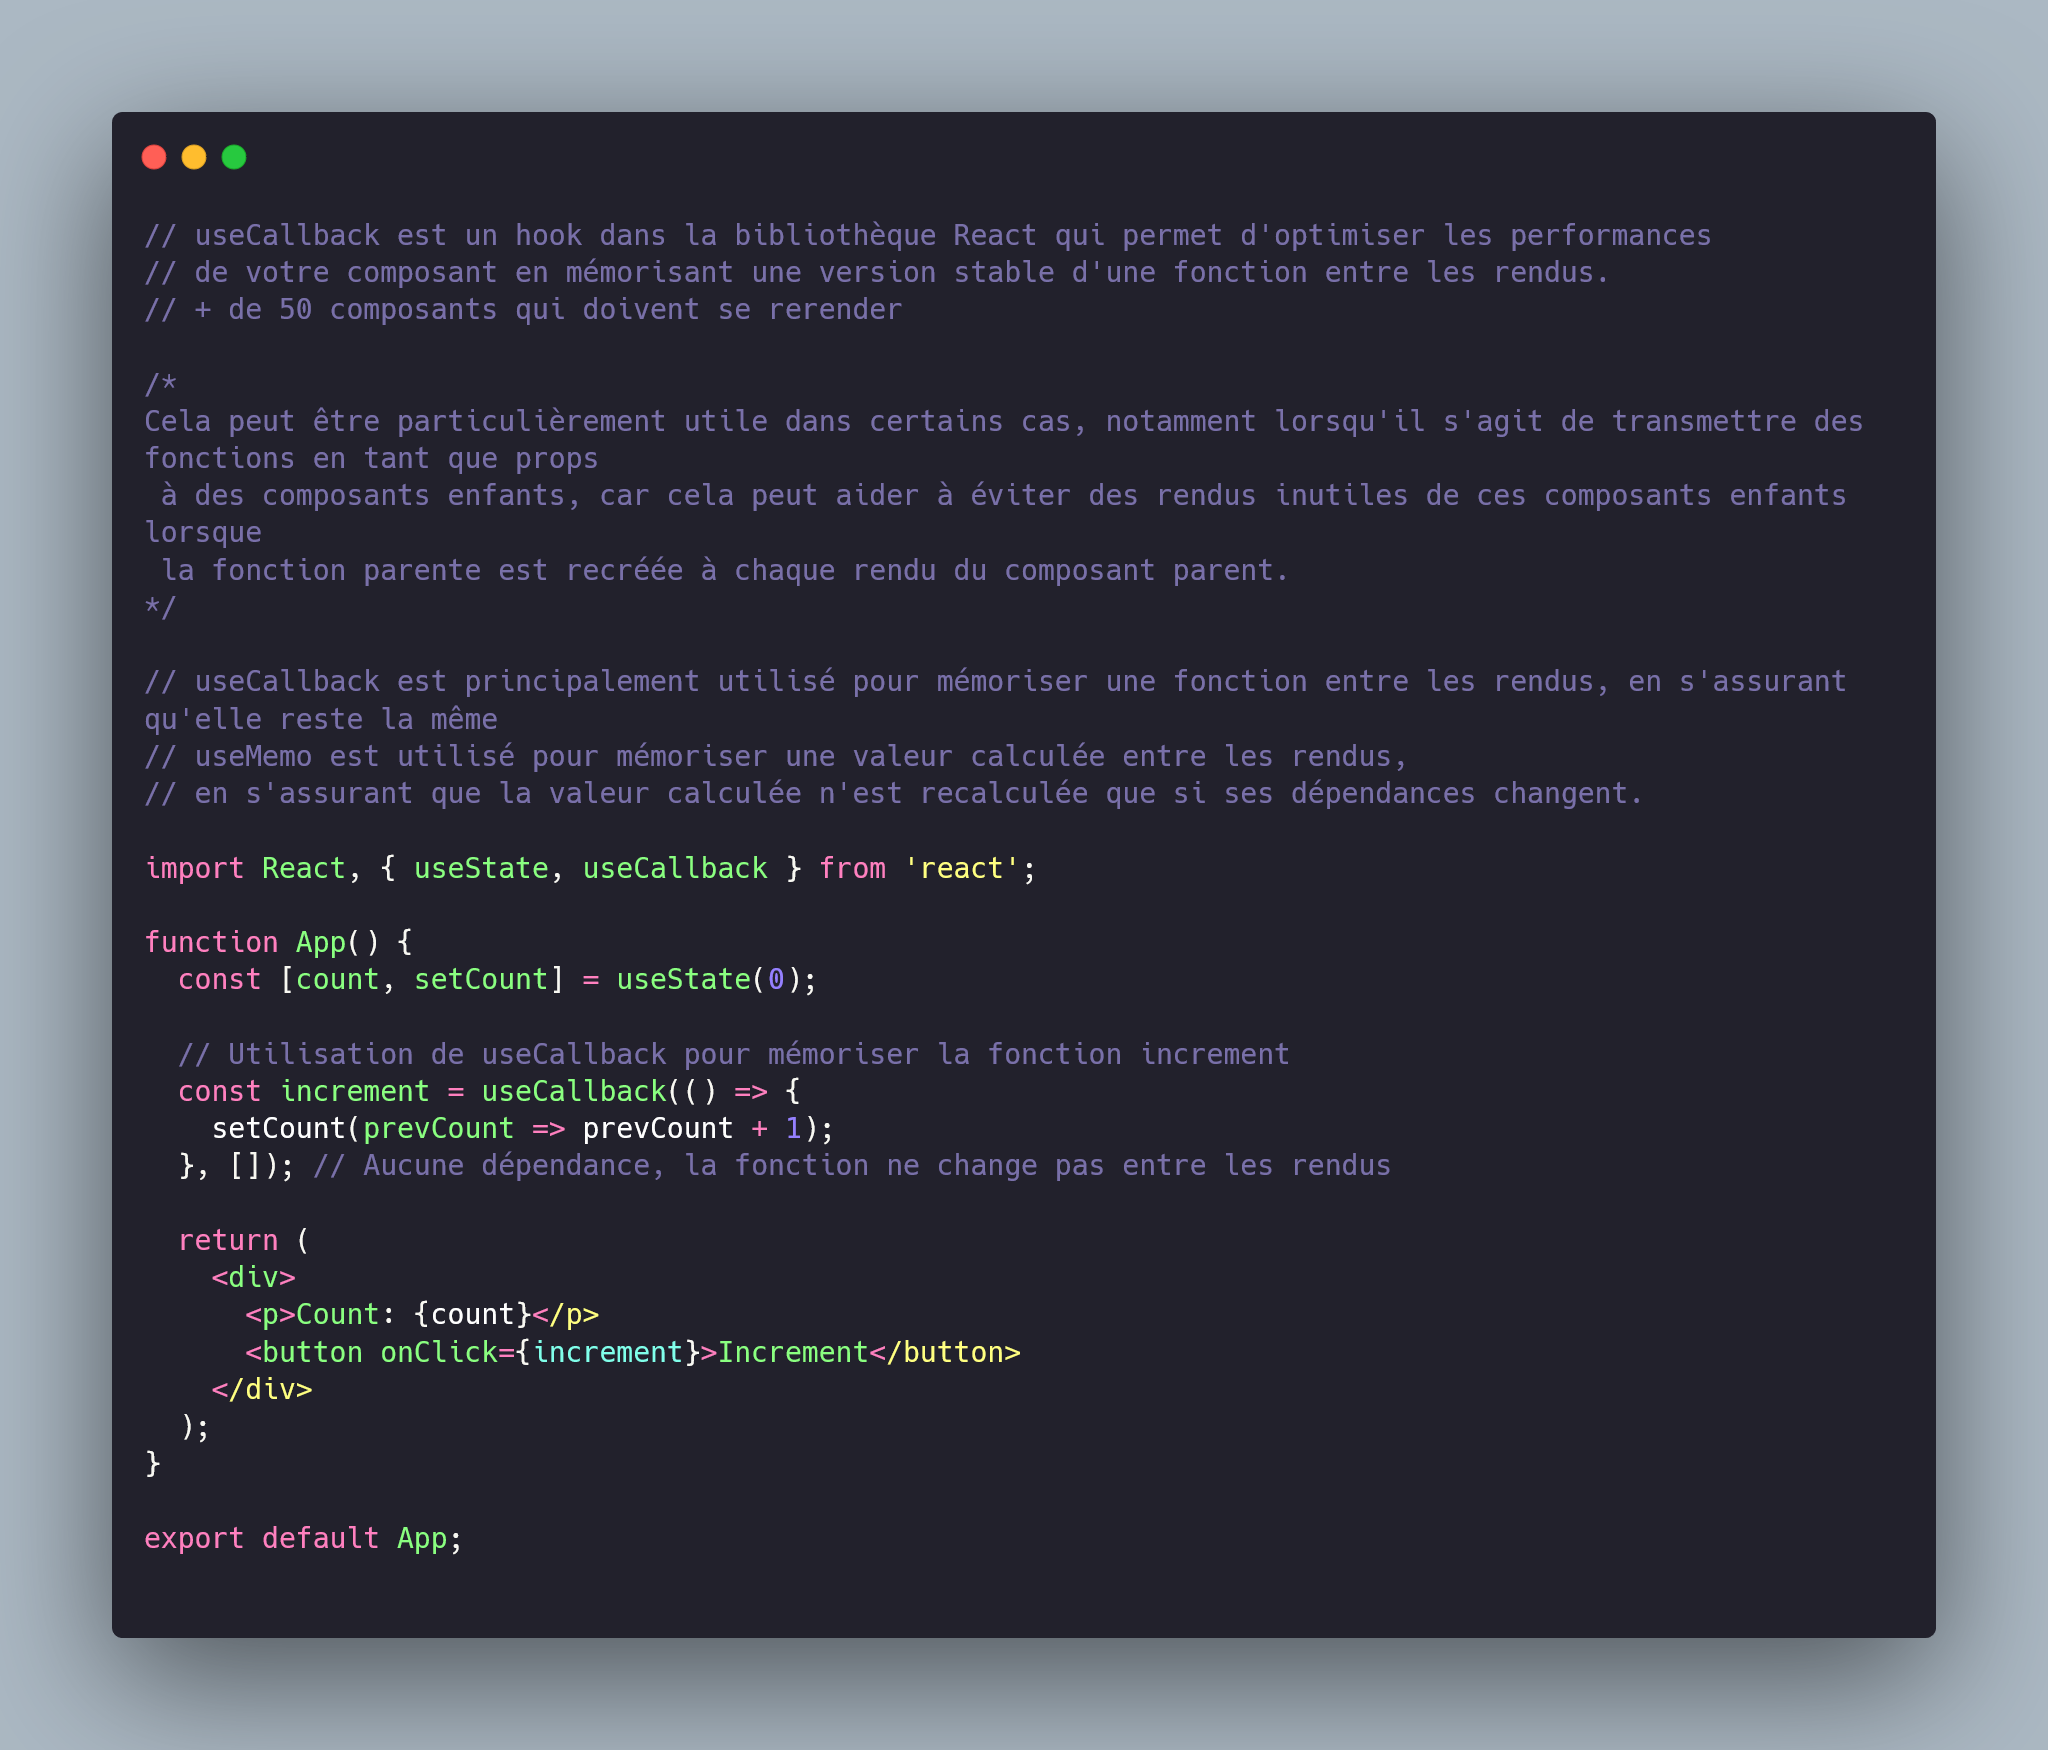 // useCallback est un hook dans la bibliothèque React qui permet d'optimiser les performances
// de votre composant en mémorisant une version stable d'une fonction entre les rendus.
// + de 50 composants qui doivent se rerender

/*
Cela peut être particulièrement utile dans certains cas, notamment lorsqu'il s'agit de transmettre des
fonctions en tant que props
 à des composants enfants, car cela peut aider à éviter des rendus inutiles de ces composants enfants
lorsque
 la fonction parente est recréée à chaque rendu du composant parent.
*/

// useCallback est principalement utilisé pour mémoriser une fonction entre les rendus, en s'assurant
qu'elle reste la même
// useMemo est utilisé pour mémoriser une valeur calculée entre les rendus,
// en s'assurant que la valeur calculée n'est recalculée que si ses dépendances changent.

import React, { useState, useCallback } from 'react';

function App() {
  const [count, setCount] = useState(0);

  // Utilisation de useCallback pour mémoriser la fonction increment
  const increment = useCallback(() => {
    setCount(prevCount => prevCount + 1);
  }, []); // Aucune dépendance, la fonction ne change pas entre les rendus

  return (
    <div>
      <p>Count: {count}</p>
      <button onClick={increment}>Increment</button>
    </div>
  );
}

export default App;